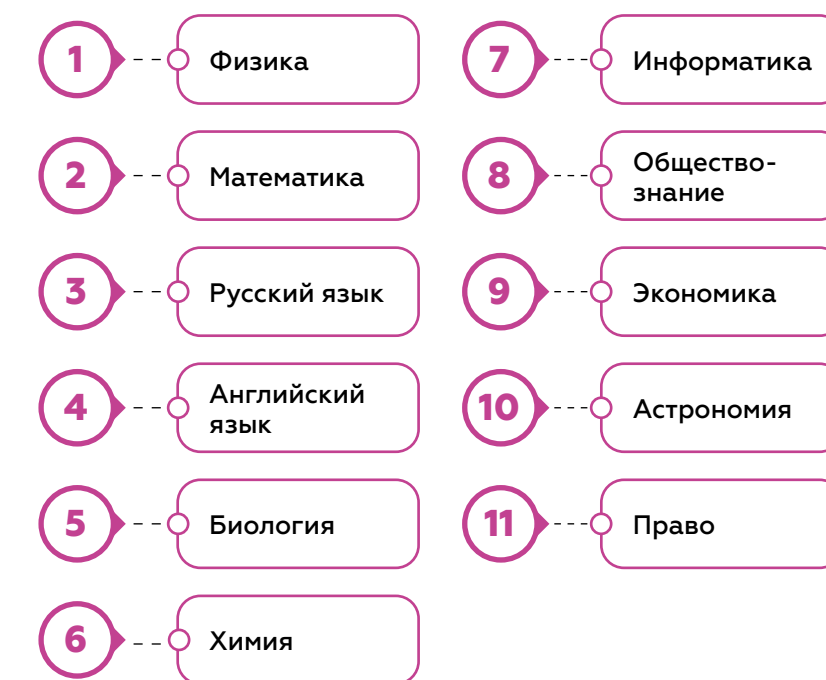 1
Физика
2
Математика
3
Русский язык
4
Английский
язык
5
Биология
6
Химия
7
Информатика
8
Общество-
знание
9
Экономика
10
Астрономия
11
Право